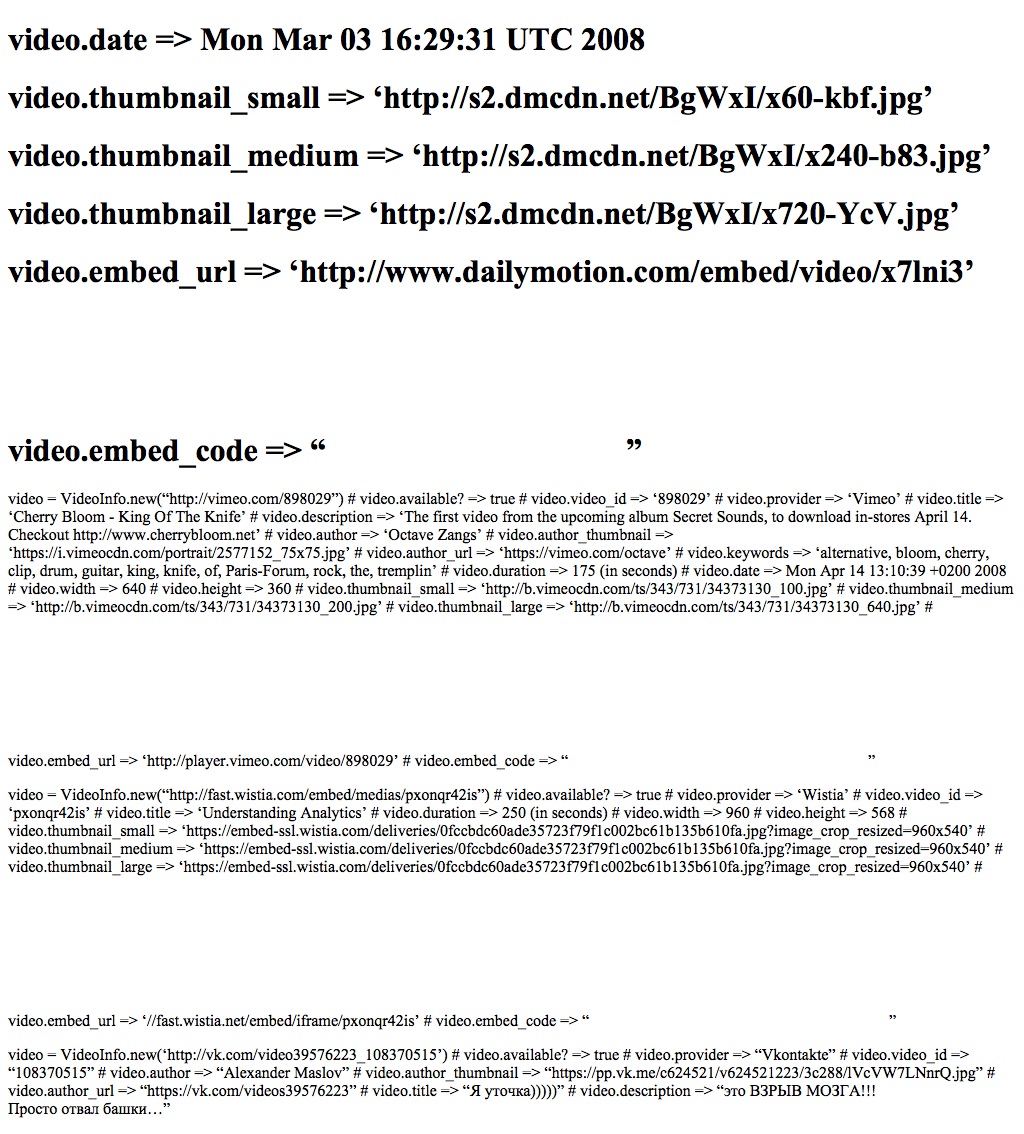 video.date => Mon Mar 03 16:29:31 UTC 2008
video.thumbnail_small => ‘http://s2.dmcdn.net/BgWxI/x60-kbf.jpg’
video.thumbnail_medium => ‘http://s2.dmcdn.net/BgWxI/x240-b83.jpg’
video.thumbnail_large => ‘http://s2.dmcdn.net/BgWxI/x720-YcV.jpg’
video.embed_url => ‘http://www.dailymotion.com/embed/video/x7lni3’
video.embed_code => “ ”
video = VideoInfo.new(“http://vimeo.com/898029”) # video.available? => true # video.video_id => ‘898029’ # video.provider => ‘Vimeo’ # video.title =>
‘Cherry Bloom - King Of The Knife’ # video.description => ‘The first video from the upcoming album Secret Sounds, to download in-stores April 14.
Checkout http://www.cherrybloom.net’ # video.author => ‘Octave Zangs’ # video.author_thumbnail =>
‘https://i.vimeocdn.com/portrait/2577152_75x75.jpg’ # video.author_url => ‘https://vimeo.com/octave’ # video.keywords => ‘alternative, bloom, cherry,
clip, drum, guitar, king, knife, of, Paris-Forum, rock, the, tremplin’ # video.duration => 175 (in seconds) # video.date => Mon Apr 14 13:10:39 +0200 2008
# video.width => 640 # video.height => 360 # video.thumbnail_small => ‘http://b.vimeocdn.com/ts/343/731/34373130_100.jpg’ # video.thumbnail_medium
=> ‘http://b.vimeocdn.com/ts/343/731/34373130_200.jpg’ # video.thumbnail_large => ‘http://b.vimeocdn.com/ts/343/731/34373130_640.jpg’ #
video.embed_url => ‘http://player.vimeo.com/video/898029’ # video.embed_code => “ ”
video = VideoInfo.new(“http://fast.wistia.com/embed/medias/pxonqr42is”) # video.available? => true # video.provider => ‘Wistia’ # video.video_id =>
‘pxonqr42is’ # video.title => ‘Understanding Analytics’ # video.duration => 250 (in seconds) # video.width => 960 # video.height => 568 #
video.thumbnail_small => ‘https://embed-ssl.wistia.com/deliveries/0fccbdc60ade35723f79f1c002bc61b135b610fa.jpg?image_crop_resized=960x540’ #
video.thumbnail_medium => ‘https://embed-ssl.wistia.com/deliveries/0fccbdc60ade35723f79f1c002bc61b135b610fa.jpg?image_crop_resized=960x540’ #
video.thumbnail_large => ‘https://embed-ssl.wistia.com/deliveries/0fccbdc60ade35723f79f1c002bc61b135b610fa.jpg?image_crop_resized=960x540’ #
video.embed_url => ‘//fast.wistia.net/embed/iframe/pxonqr42is’ # video.embed_code => “ ”
video = VideoInfo.new(‘http://vk.com/video39576223_108370515’) # video.available? => true # video.provider => “Vkontakte” # video.video_id =>
“108370515” # video.author => “Alexander Maslov” # video.author_thumbnail => “https://pp.vk.me/c624521/v624521223/3c288/lVcVW7LNnrQ.jpg” #
video.author_url => “https://vk.com/videos39576223” # video.title => “Я уточка)))))” # video.description => “это ВЗРЫВ МОЗГА!!!
Просто отвал башки…”